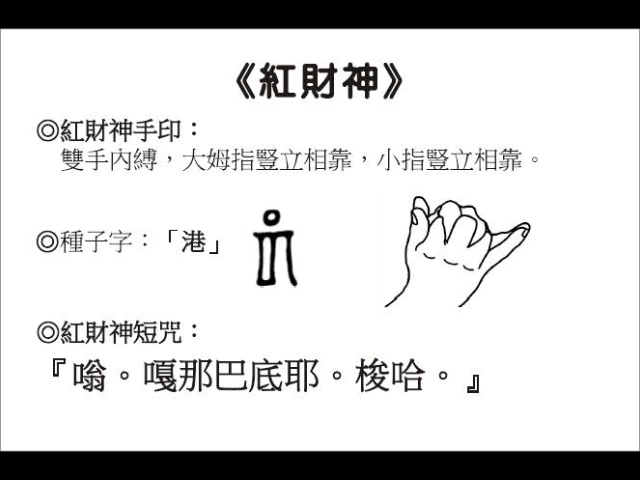 《紅財神》
◎紅財神手印：
雙手內縛，大姆指豎立相靠，小指豎立相靠。
◎種子字：「港」
◎紅財神短咒：
『嗡。嘎那巴底耶。梭哈。』